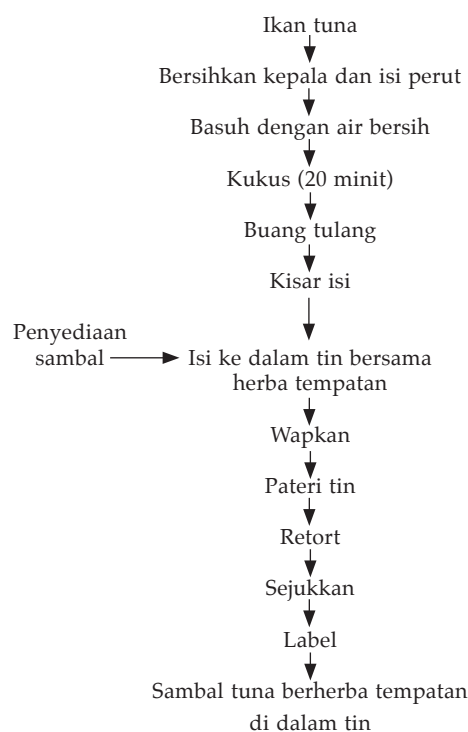 Ikan tuna
Bersihkan kepala dan isi perut
Basuh dengan air bersih
Kukus (20 minit)
Buang tulang
Kisar isi
Penyediaan
sambal
Isi ke dalam tin bersama
herba tempatan
Wapkan
Pateri tin
Retort
Sejukkan
Label
Sambal tuna berherba tempatan
di dalam tin